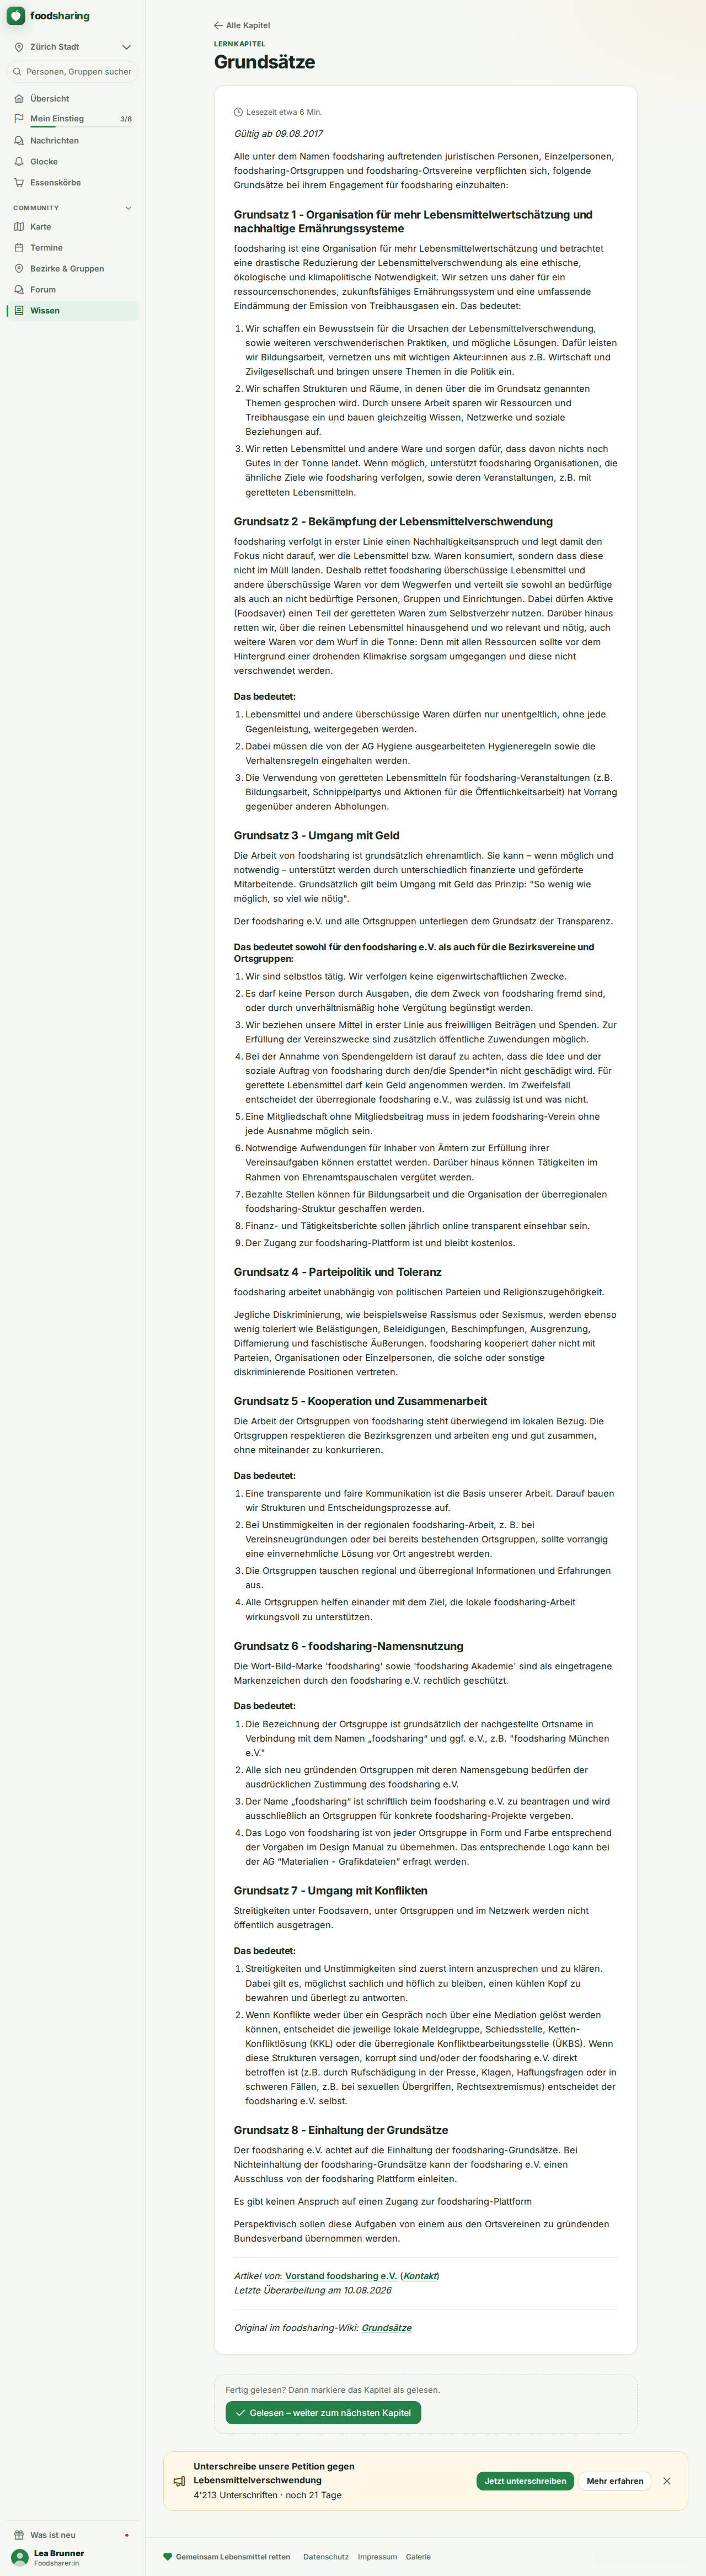 foodsharing
Zürich Stadt
Personen, Gruppen sucher
Übersicht
Mein Einstieg 3/8
Nachrichten
Glocke
Essenskörbe
COMMUNITY
Karte
Termine
Bezirke & Gruppen
Forum
Wissen
Alle Kapitel
LERNKAPITEL
Grundsätze
Lesezeit etwa 6 Min.
Gültig ab 09.08.2017
Alle unter dem Namen foodsharing auftretenden juristischen Personen, Einzelpersonen,
foodsharing-Ortsgruppen und foodsharing-Ortsvereine verpflichten sich, folgende
Grundsätze bei ihrem Engagement für foodsharing einzuhalten:
Grundsatz 1 - Organisation für mehr Lebensmittelwertschätzung und
nachhaltige Ernährungssysteme
foodsharing ist eine Organisation für mehr Lebensmittelwertschätzung und betrachtet
eine drastische Reduzierung der Lebensmittelverschwendung als eine ethische,
ökologische und klimapolitische Notwendigkeit. Wir setzen uns daher für ein
ressourcenschonendes, zukunftsfähiges Ernährungssystem und eine umfassende
Eindämmung der Emission von Treibhausgasen ein. Das bedeutet:
1. Wir schaffen ein Bewusstsein für die Ursachen der Lebensmittelverschwendung,
sowie weiteren verschwenderischen Praktiken, und mögliche Lösungen. Dafür leisten
wir Bildungsarbeit, vernetzen uns mit wichtigen Akteur:innen aus z.B. Wirtschaft und
Zivilgesellschaft und bringen unsere Themen in die Politik ein.
2. Wir schaffen Strukturen und Räume, in denen über die im Grundsatz genannten
Themen gesprochen wird. Durch unsere Arbeit sparen wir Ressourcen und
Treibhausgase ein und bauen gleichzeitig Wissen, Netzwerke und soziale
Beziehungen auf.
3. Wir retten Lebensmittel und andere Ware und sorgen dafür, dass davon nichts noch
Gutes in der Tonne landet. Wenn möglich, unterstützt foodsharing Organisationen, die
ähnliche Ziele wie foodsharing verfolgen, sowie deren Veranstaltungen, z.B. mit
geretteten Lebensmitteln.
Grundsatz 2 - Bekämpfung der Lebensmittelverschwendung
foodsharing verfolgt in erster Linie einen Nachhaltigkeitsanspruch und legt damit den
Fokus nicht darauf, wer die Lebensmittel bzw. Waren konsumiert, sondern dass diese
nicht im Müll landen. Deshalb rettet foodsharing überschüssige Lebensmittel und
andere überschüssige Waren vor dem Wegwerfen und verteilt sie sowohl an bedürftige
als auch an nicht bedürftige Personen, Gruppen und Einrichtungen. Dabei dürfen Aktive
(Foodsaver) einen Teil der geretteten Waren zum Selbstverzehr nutzen. Darüber hinaus
retten wir, über die reinen Lebensmittel hinausgehend und wo relevant und nötig, auch
weitere Waren vor dem Wurf in die Tonne: Denn mit allen Ressourcen sollte vor dem
Hintergrund einer drohenden Klimakrise sorgsam umgegangen und diese nicht
verschwendet werden.
Das bedeutet:
1. Lebensmittel und andere überschüssige Waren dürfen nur unentgeltlich, ohne jede
Gegenleistung, weitergegeben werden.
2. Dabei müssen die von der AG Hygiene ausgearbeiteten Hygieneregeln sowie die
Verhaltensregeln eingehalten werden.
3. Die Verwendung von geretteten Lebensmitteln für foodsharing-Veranstaltungen (z.B.
Bildungsarbeit, Schnippelpartys und Aktionen für die Öffentlichkeitsarbeit) hat Vorrang
gegenüber anderen Abholungen.
Grundsatz 3 - Umgang mit Geld
Die Arbeit von foodsharing ist grundsätzlich ehrenamtlich. Sie kann – wenn möglich und
notwendig – unterstützt werden durch unterschiedlich finanzierte und geförderte
Mitarbeitende. Grundsätzlich gilt beim Umgang mit Geld das Prinzip: "So wenig wie
möglich, so viel wie nötig".
Der foodsharing e.V. und alle Ortsgruppen unterliegen dem Grundsatz der Transparenz.
Das bedeutet sowohl für den foodsharing e.V. als auch für die Bezirksvereine und
Ortsgruppen:
1. Wir sind selbstlos tätig. Wir verfolgen keine eigenwirtschaftlichen Zwecke.
2. Es darf keine Person durch Ausgaben, die dem Zweck von foodsharing fremd sind,
oder durch unverhältnismäßig hohe Vergütung begünstigt werden.
3. Wir beziehen unsere Mittel in erster Linie aus freiwilligen Beiträgen und Spenden. Zur
Erfüllung der Vereinszwecke sind zusätzlich öffentliche Zuwendungen möglich.
4. Bei der Annahme von Spendengeldern ist darauf zu achten, dass die Idee und der
soziale Auftrag von foodsharing durch den/die Spender*in nicht geschädigt wird. Für
gerettete Lebensmittel darf kein Geld angenommen werden. Im Zweifelsfall
entscheidet der überregionale foodsharing e.V., was zulässig ist und was nicht.
5. Eine Mitgliedschaft ohne Mitgliedsbeitrag muss in jedem foodsharing-Verein ohne
jede Ausnahme möglich sein.
6. Notwendige Aufwendungen für Inhaber von Ämtern zur Erfüllung ihrer
Vereinsaufgaben können erstattet werden. Darüber hinaus können Tätigkeiten im
Rahmen von Ehrenamtspauschalen vergütet werden.
7. Bezahlte Stellen können für Bildungsarbeit und die Organisation der überregionalen
foodsharing-Struktur geschaffen werden.
8. Finanz- und Tätigkeitsberichte sollen jährlich online transparent einsehbar sein.
9. Der Zugang zur foodsharing-Plattform ist und bleibt kostenlos.
Grundsatz 4 - Parteipolitik und Toleranz
foodsharing arbeitet unabhängig von politischen Parteien und Religionszugehörigkeit.
Jegliche Diskriminierung, wie beispielsweise Rassismus oder Sexismus, werden ebenso
wenig toleriert wie Belästigungen, Beleidigungen, Beschimpfungen, Ausgrenzung,
Diffamierung und faschistische Äußerungen. foodsharing kooperiert daher nicht mit
Parteien, Organisationen oder Einzelpersonen, die solche oder sonstige
diskriminierende Positionen vertreten.
Grundsatz 5 - Kooperation und Zusammenarbeit
Die Arbeit der Ortsgruppen von foodsharing steht überwiegend im lokalen Bezug. Die
Ortsgruppen respektieren die Bezirksgrenzen und arbeiten eng und gut zusammen,
ohne miteinander zu konkurrieren.
Das bedeutet:
1. Eine transparente und faire Kommunikation ist die Basis unserer Arbeit. Darauf bauen
wir Strukturen und Entscheidungsprozesse auf.
2. Bei Unstimmigkeiten in der regionalen foodsharing-Arbeit, z. B. bei
Vereinsneugründungen oder bei bereits bestehenden Ortsgruppen, sollte vorrangig
eine einvernehmliche Lösung vor Ort angestrebt werden.
3. Die Ortsgruppen tauschen regional und überregional Informationen und Erfahrungen
aus.
4. Alle Ortsgruppen helfen einander mit dem Ziel, die lokale foodsharing-Arbeit
wirkungsvoll zu unterstützen.
Grundsatz 6 - foodsharing-Namensnutzung
Die Wort-Bild-Marke 'foodsharing' sowie 'foodsharing Akademie' sind als eingetragene
Markenzeichen durch den foodsharing e.V. rechtlich geschützt.
Das bedeutet:
1. Die Bezeichnung der Ortsgruppe ist grundsätzlich der nachgestellte Ortsname in
Verbindung mit dem Namen „foodsharing“ und ggf. e.V., z.B. "foodsharing München
e.V."
2. Alle sich neu gründenden Ortsgruppen mit deren Namensgebung bedürfen der
ausdrücklichen Zustimmung des foodsharing e.V.
3. Der Name „foodsharing“ ist schriftlich beim foodsharing e.V. zu beantragen und wird
ausschließlich an Ortsgruppen für konkrete foodsharing-Projekte vergeben.
4. Das Logo von foodsharing ist von jeder Ortsgruppe in Form und Farbe entsprechend
der Vorgaben im Design Manual zu übernehmen. Das entsprechende Logo kann bei
der AG “Materialien - Grafikdateien” erfragt werden.
Grundsatz 7 - Umgang mit Konflikten
Streitigkeiten unter Foodsavern, unter Ortsgruppen und im Netzwerk werden nicht
öffentlich ausgetragen.
Das bedeutet:
1. Streitigkeiten und Unstimmigkeiten sind zuerst intern anzusprechen und zu klären.
Dabei gilt es, möglichst sachlich und höflich zu bleiben, einen kühlen Kopf zu
bewahren und überlegt zu antworten.
2. Wenn Konflikte weder über ein Gespräch noch über eine Mediation gelöst werden
können, entscheidet die jeweilige lokale Meldegruppe, Schiedsstelle, Ketten-
Konfliktlösung (KKL) oder die überregionale Konfliktbearbeitungsstelle (ÜKBS). Wenn
diese Strukturen versagen, korrupt sind und/oder der foodsharing e.V. direkt
betroffen ist (z.B. durch Rufschädigung in der Presse, Klagen, Haftungsfragen oder in
schweren Fällen, z.B. bei sexuellen Übergriffen, Rechtsextremismus) entscheidet der
foodsharing e.V. selbst.
Grundsatz 8 - Einhaltung der Grundsätze
Der foodsharing e.V. achtet auf die Einhaltung der foodsharing-Grundsätze. Bei
Nichteinhaltung der foodsharing-Grundsätze kann der foodsharing e.V. einen
Ausschluss von der foodsharing Plattform einleiten.
Es gibt keinen Anspruch auf einen Zugang zur foodsharing-Plattform
Perspektivisch sollen diese Aufgaben von einem aus den Ortsvereinen zu gründenden
Bundesverband übernommen werden.
Artikel von: Vorstand foodsharing e.V. (Kontakt)
Letzte Überarbeitung am 10.08.2026
Original im foodsharing-Wiki: Grundsätze
Fertig gelesen? Dann markiere das Kapitel als gelesen.
Gelesen – weiter zum nächsten Kapitel
Unterschreibe unsere Petition gegen
Lebensmittelverschwendung
4'213 Unterschriften · noch 21 Tage
Jetzt unterschreiben
Mehr erfahren
Was ist neu
Lea Brunner
Foodsharer:in
Gemeinsam Lebensmittel retten Datenschutz Impressum Galerie